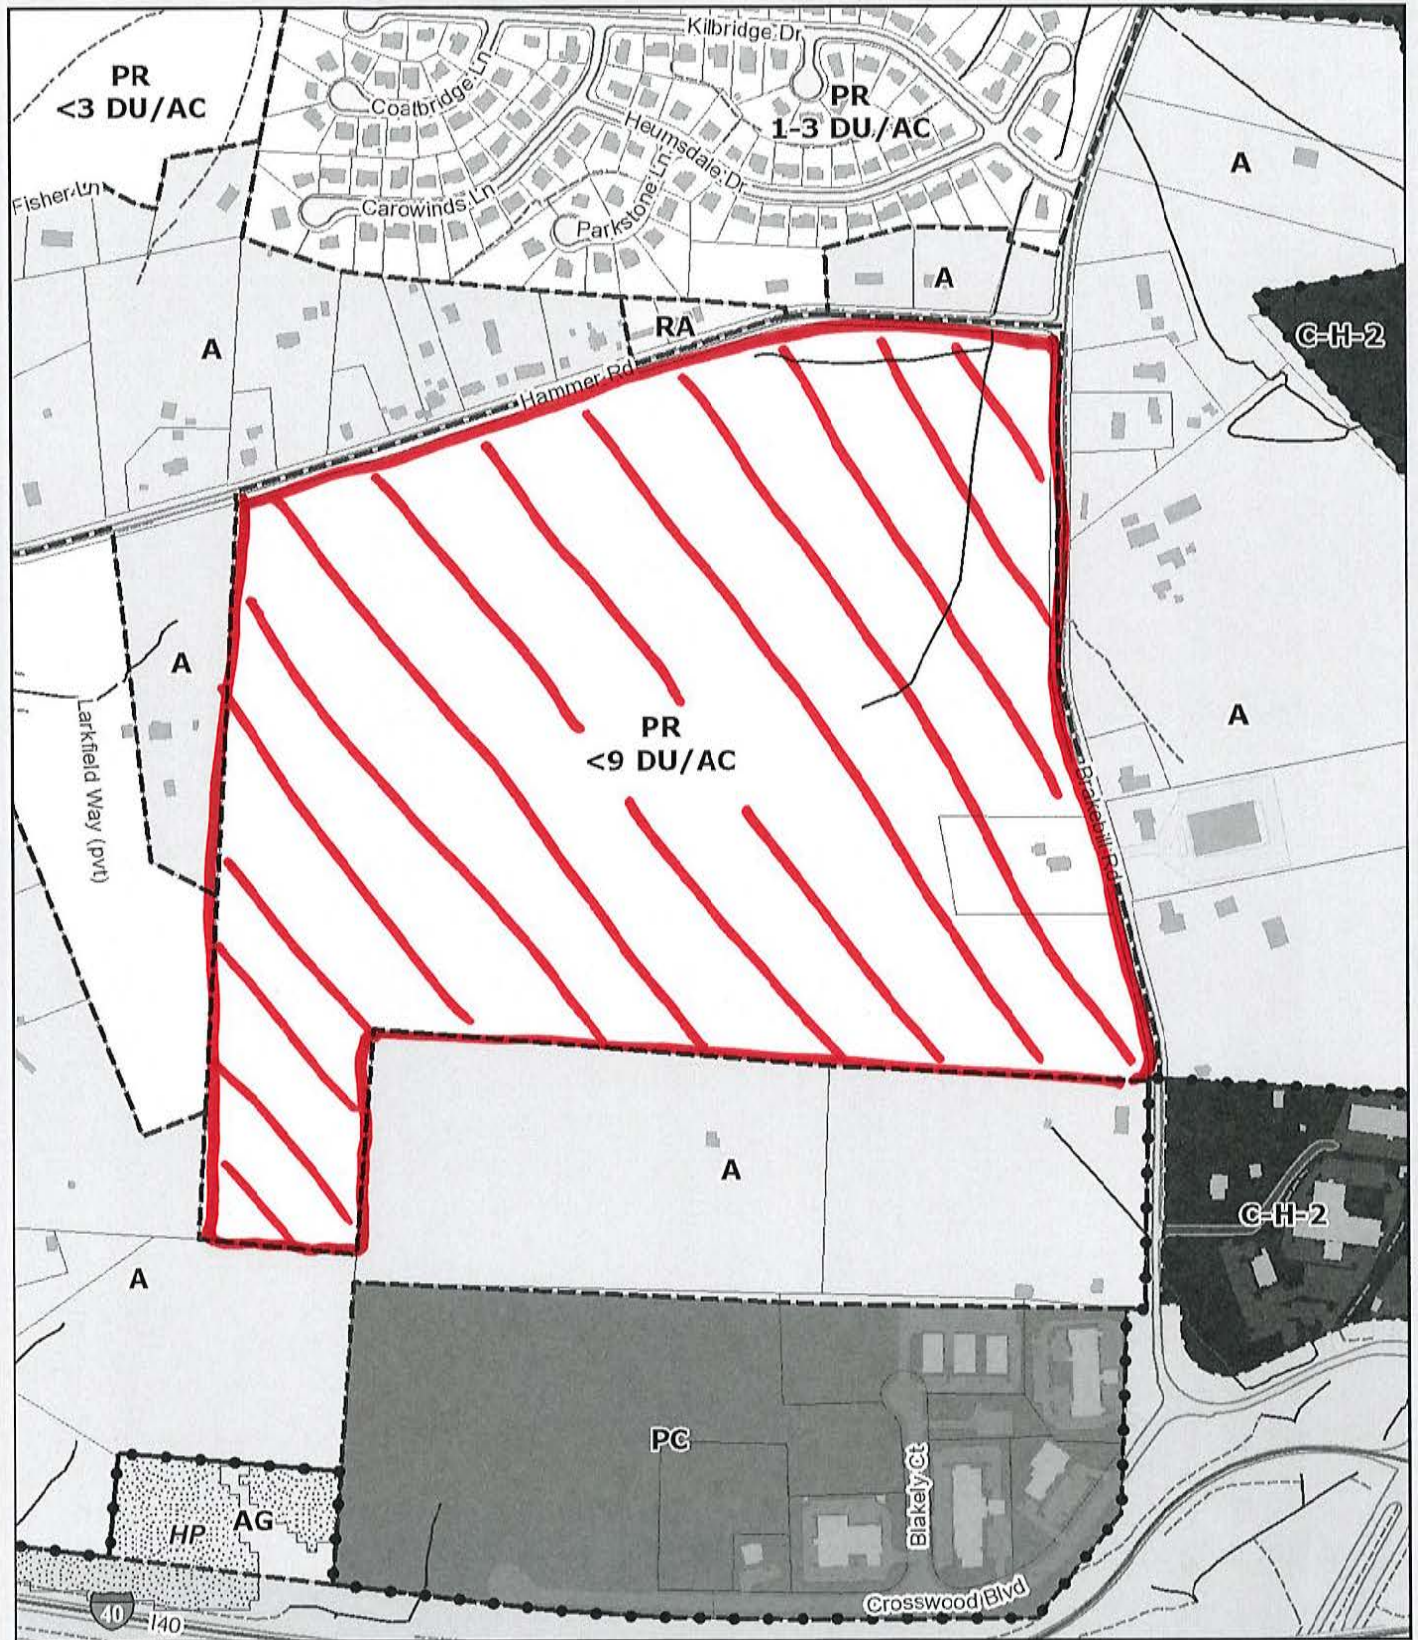 Kilbridge Dr
PR
<3 DU/AC
Coatbridge Ln
PR
1-3 DU/AC
Heumsdale Dr
A
Fisher Ln
Carowinds Ln
Parkstone Ln
A
RA
C-H-2
A
Hammer Rd
A
Larkfield Way (pvt)
PR
<9 DU/AC
A
Brakebill Rd
A
C-H-2
A
PC
Blakely Ct
HP
AG
Crosswood Blvd
40
I40